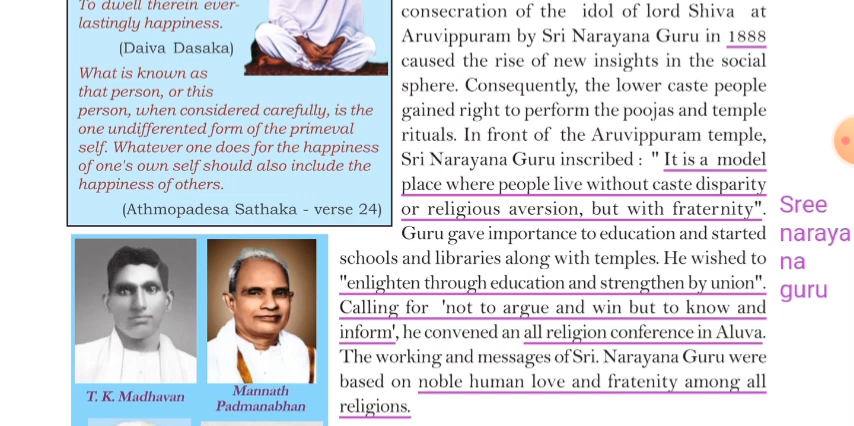 To dwell therein ever-
lastingly happiness.
(Daiva Dasaka)
What is known as
that person, or this
person, when considered carefully, is the
one undifferented form of the primeval
self. Whatever one does for the happiness
of one's own self should also include the
happiness of others.
(Athmopadesa Sathaka - verse 24)
consecration of the idol of lord Shiva at
Aruvippuram by Sri Narayana Guru in 1888
caused the rise of new insights in the social
sphere. Consequently, the lower caste people
gained right to perform the poojas and temple
rituals. In front of the Aruvippuram temple,
Sri Narayana Guru inscribed : " It is a model
place where people live without caste disparity
or religious aversion, but with fraternity".
Guru gave importance to education and started
schools and libraries along with temples. He wished to
"enlighten through education and strengthen by union".
Calling for 'not to argue and win but to know and
inform', he convened an all religion conference in Aluva.
The working and messages of Sri. Narayana Guru were
based on noble human love and fratenity among all
religions.
Sree
naraya
na
guru
T. K. Madhavan
Mannath
Padmanabhan